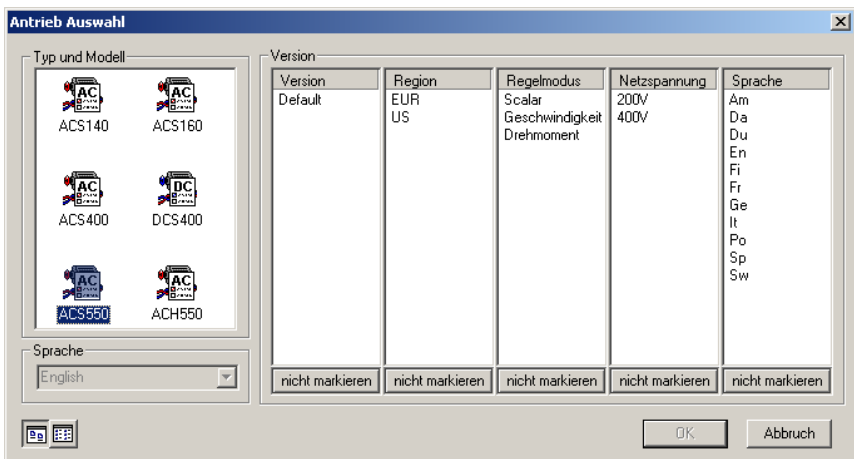 Antrieb Auswahl
Typ und Modell
AC
AC
ACS140
ACS160
AC
DC
ACS400
DCS400
AC
AC
ACS550
ACH550
Sprache
English
Version
Version
Default
nicht markieren
Region
EUR
US
nicht markieren
Regelmodus
Scalar
Geschwindigkeit
Drehmoment
nicht markieren
Netzspannung
200V
400V
nicht markieren
Sprache
Am
Da
Du
En
Fi
Fr
Ge
It
Po
Sp
Sw
nicht markieren
OK
Abbruch